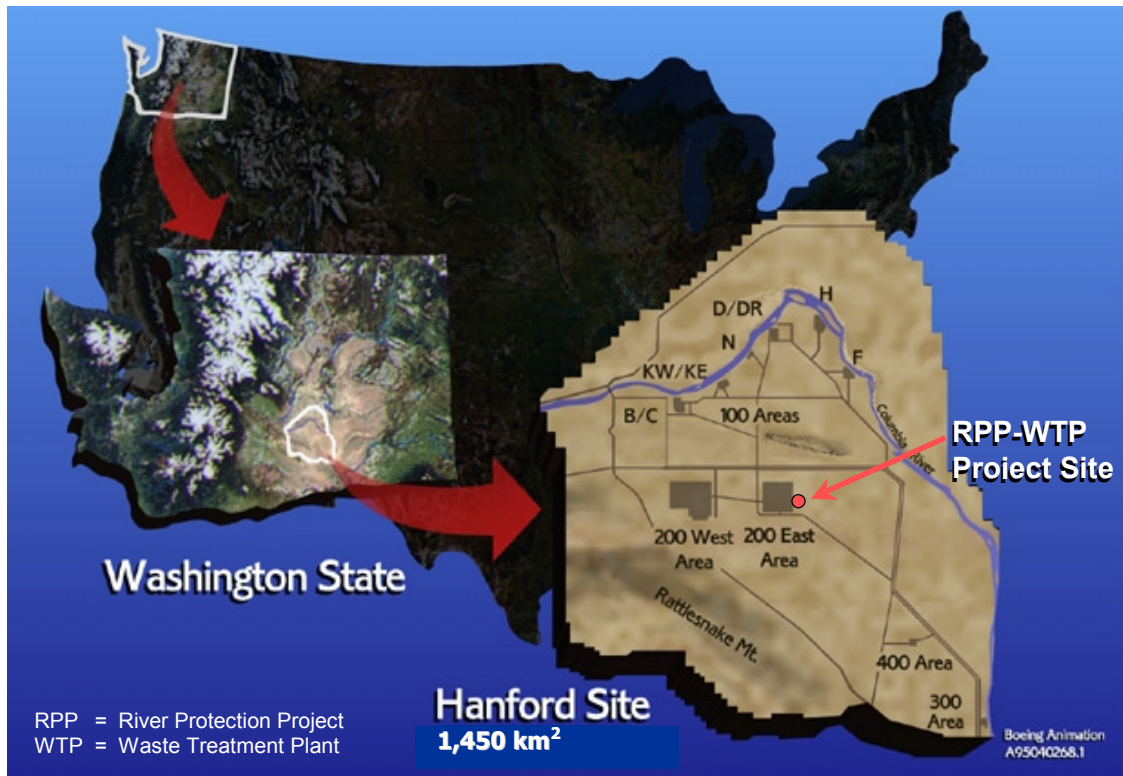 D/DR
H
N
F
KW/KE
B/C
100 Areas
Columbia River
RPP-WTP
Project Site
200 West
Area
200 East
Area
Washington State
Rattlesnake Mt.
400 Area
300
Area
Hanford Site
1,450 km²
RPP = River Protection Project
WTP = Waste Treatment Plant
Boeing Animation
A95040268.1